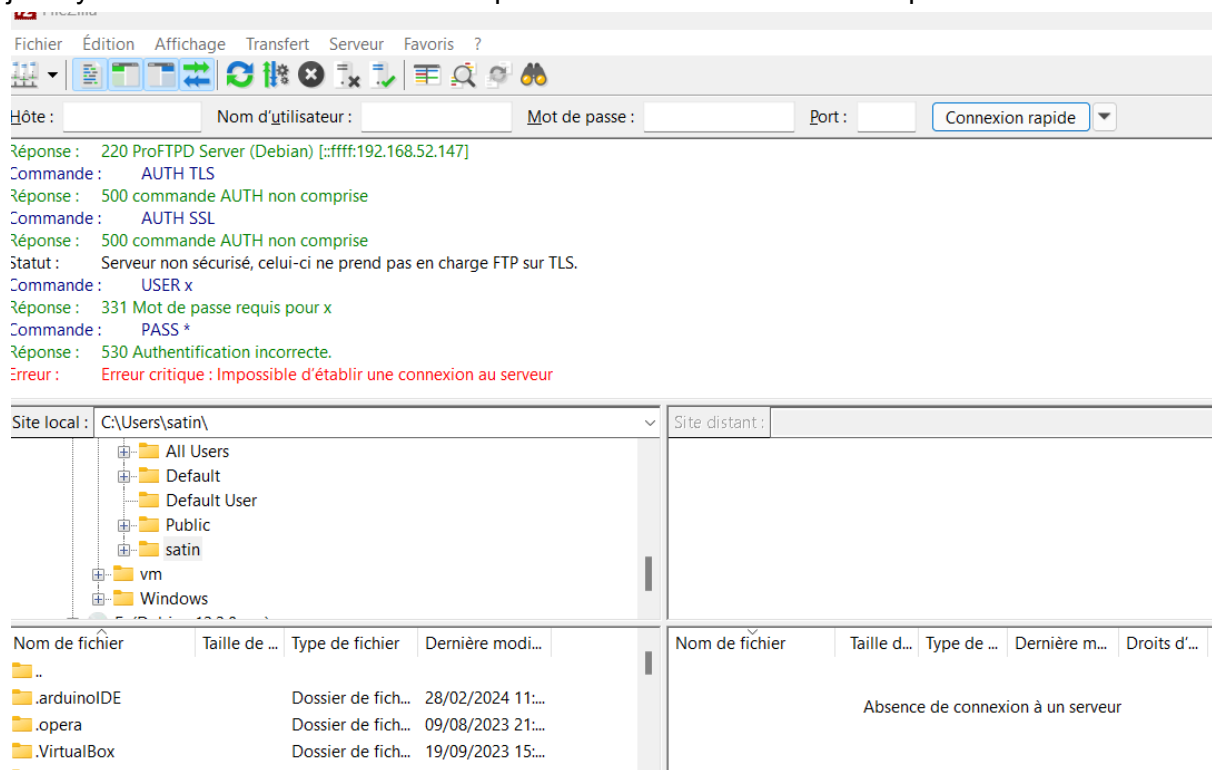 FileZilla
Fichier Édition Affichage Transfert Serveur Favoris ?
Hôte : Nom d'utilisateur : Mot de passe : Port : Connexion rapide
Réponse : 220 ProFTPD Server (Debian) [::ffff:192.168.52.147]
Commande : AUTH TLS
Réponse : 500 commande AUTH non comprise
Commande : AUTH SSL
Réponse : 500 commande AUTH non comprise
Statut : Serveur non sécurisé, celui-ci ne prend pas en charge FTP sur TLS.
Commande : USER x
Réponse : 331 Mot de passe requis pour x
Commande : PASS *
Réponse : 530 Authentification incorrecte.
Erreur : Erreur critique : Impossible d'établir une connexion au serveur
Site local : C:\Users\satin\
Site distant :
All Users
Default
Default User
Public
satin
vm
Windows
Nom de fichier Taille de ... Type de fichier Dernière modi...
..
.arduinoIDE Dossier de fich... 28/02/2024 11:...
.opera Dossier de fich... 09/08/2023 21:...
.VirtualBox Dossier de fich... 19/09/2023 15:...
Nom de fichier Taille d... Type de ... Dernière m... Droits d'...
Absence de connexion à un serveur